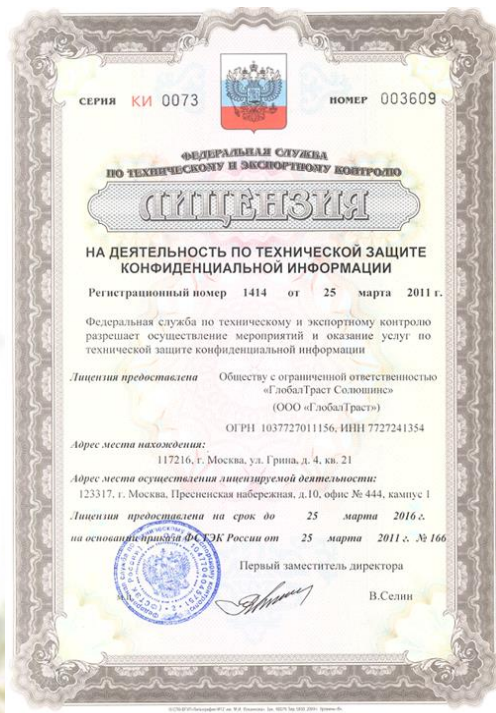 СЕРИЯ КИ 0073 НОМЕР 003609
ФЕДЕРАЛЬНАЯ СЛУЖБА
ПО ТЕХНИЧЕСКОМУ И ЭКСПОРТНОМУ КОНТРОЛЮ
ЛИЦЕНЗИЯ
НА ДЕЯТЕЛЬНОСТЬ ПО ТЕХНИЧЕСКОЙ ЗАЩИТЕ
КОНФИДЕНЦИАЛЬНОЙ ИНФОРМАЦИИ
Регистрационный номер 1414 от 25 марта 2011 г.
Федеральная служба по техническому и экспортному контролю
разрешает осуществление мероприятий и оказание услуг по
технической защите конфиденциальной информации
Лицензия предоставлена Обществу с ограниченной ответственностью
«ГлобалТраст Солюшинс»
(ООО «ГлобалТраст»)
ОГРН 1037727011156, ИНН 7727241354
Адрес места нахождения:
117216, г. Москва, ул. Грина, д. 4, кв. 21
Адрес места осуществления лицензируемой деятельности:
123317, г. Москва, Пресненская набережная, д.10, офис № 444, кампус 1
Лицензия предоставлена на срок до 25 марта 2016 г.
на основании приказа ФСТЭК России от 25 марта 2011 г. № 166
Первый заместитель директора
В.Селин